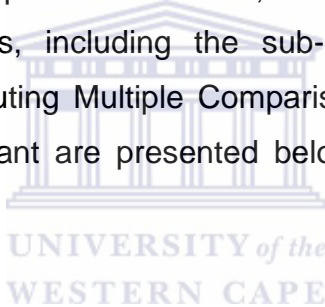 s, including the sub-
uting Multiple Comparis
ant are presented belo
UNIVERSITY of the
WESTERN CAPE